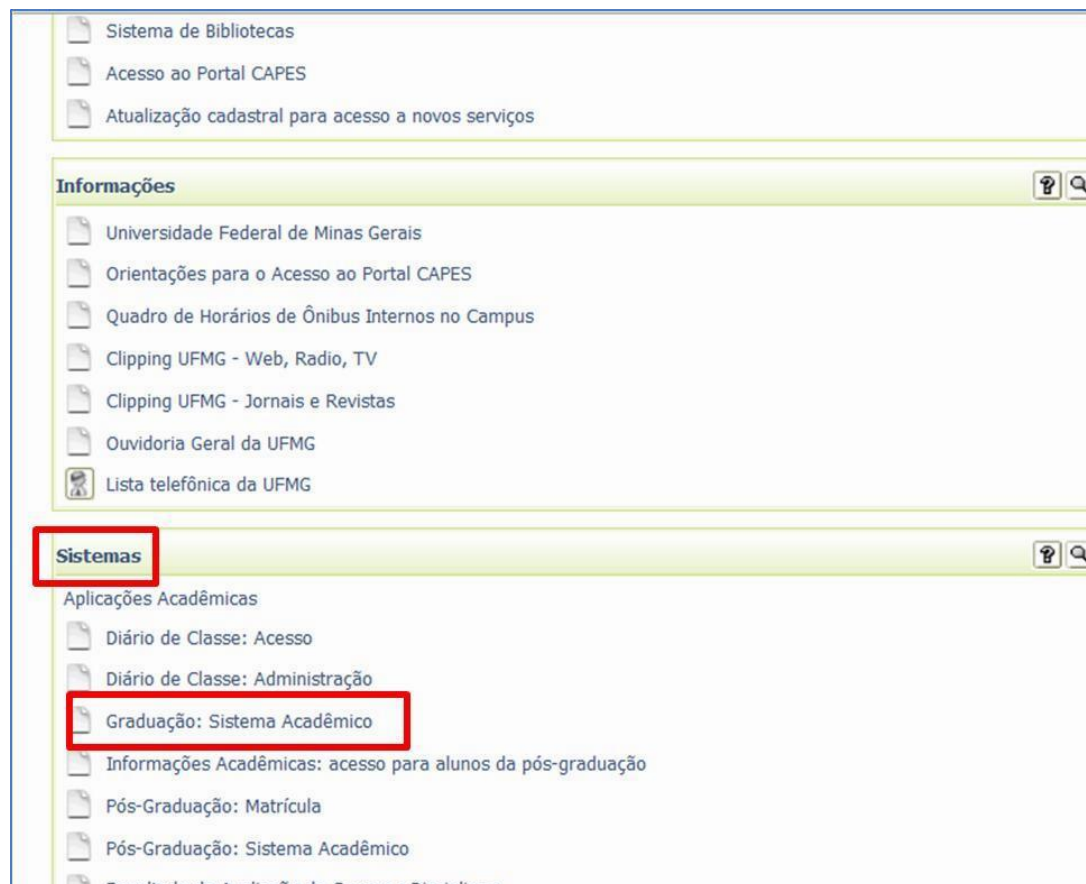 Sistema de Bibliotecas
Acesso ao Portal CAPES
Atualização cadastral para acesso a novos serviços
Informações
Universidade Federal de Minas Gerais
Orientações para o Acesso ao Portal CAPES
Quadro de Horários de Ônibus Internos no Campus
Clipping UFMG - Web, Radio, TV
Clipping UFMG - Jornais e Revistas
Ouvidoria Geral da UFMG
Lista telefônica da UFMG
Sistemas
Aplicações Acadêmicas
Diário de Classe: Acesso
Diário de Classe: Administração
Graduação: Sistema Acadêmico
Informações Acadêmicas: acesso para alunos da pós-graduação
Pós-Graduação: Matrícula
Pós-Graduação: Sistema Acadêmico